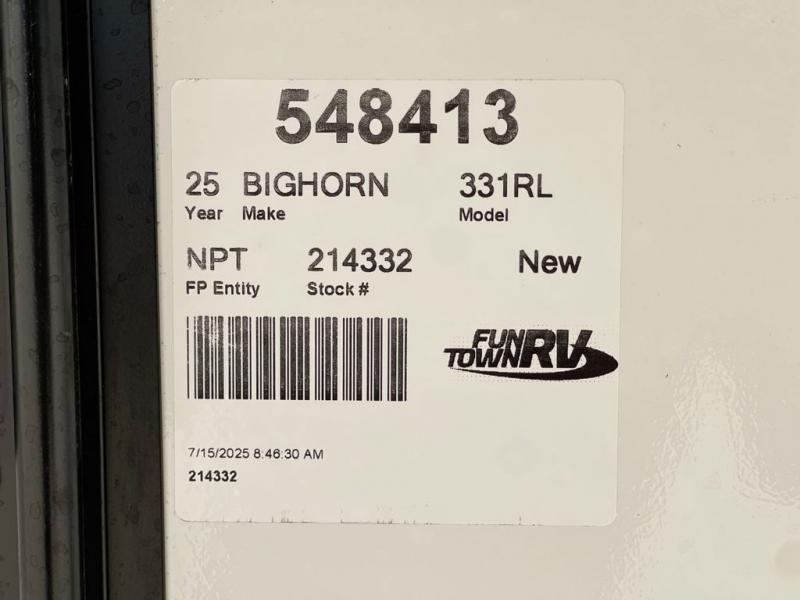 548413
25 BIGHORN 331RL
Year Make Model
NPT 214332 New
FP Entity Stock #
FUN TOWN RV
7/15/2025 8:46:30 AM
214332